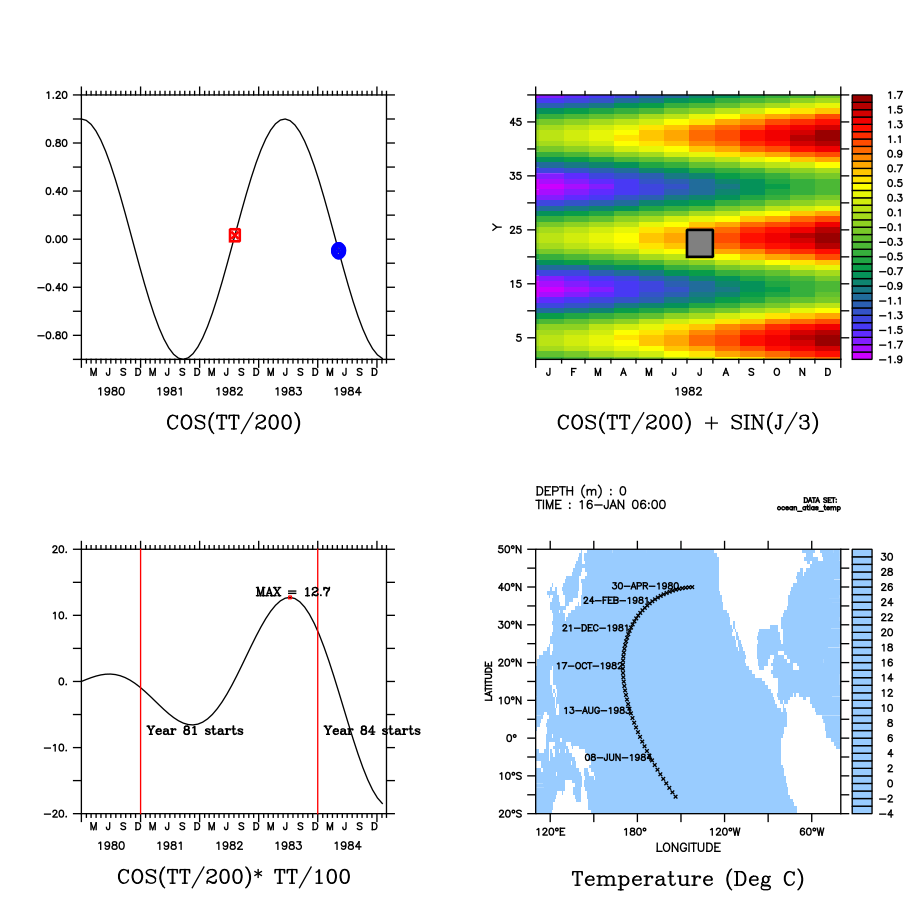 1.20
0.80
0.40
0.00
−0.40
−0.80
M J S D M J S D M J S D M J S D M J S D
1980 1981 1982 1983 1984
COS(TT/200)
45
35
25
15
5
Y
J F M A M J J A S O N D
1982
COS(TT/200) + SIN(J/3)
1.7
1.5
1.3
1.1
0.9
0.7
0.5
0.3
0.1
−0.1
−0.3
−0.5
−0.7
−0.9
−1.1
−1.3
−1.5
−1.7
−1.9
20.
10.
0.
−10.
−20.
MAX = 12.7
Year 81 starts
Year 84 starts
M J S D M J S D M J S D M J S D M J S D
1980 1981 1982 1983 1984
COS(TT/200)* TT/100
DEPTH (m) : 0
TIME : 16−JAN 06:00
DATA SET:
ocean_atlas_temp
50°N
40°N
30°N
20°N
10°N
0°
10°S
20°S
LATITUDE
30−APR−1980
24−FEB−1981
21−DEC−1981
17−OCT−1982
13−AUG−1983
08−JUN−1984
120°E 180° 120°W 60°W
LONGITUDE
Temperature (Deg C)
30
28
26
24
22
20
18
16
14
12
10
8
6
4
2
0
−2
−4